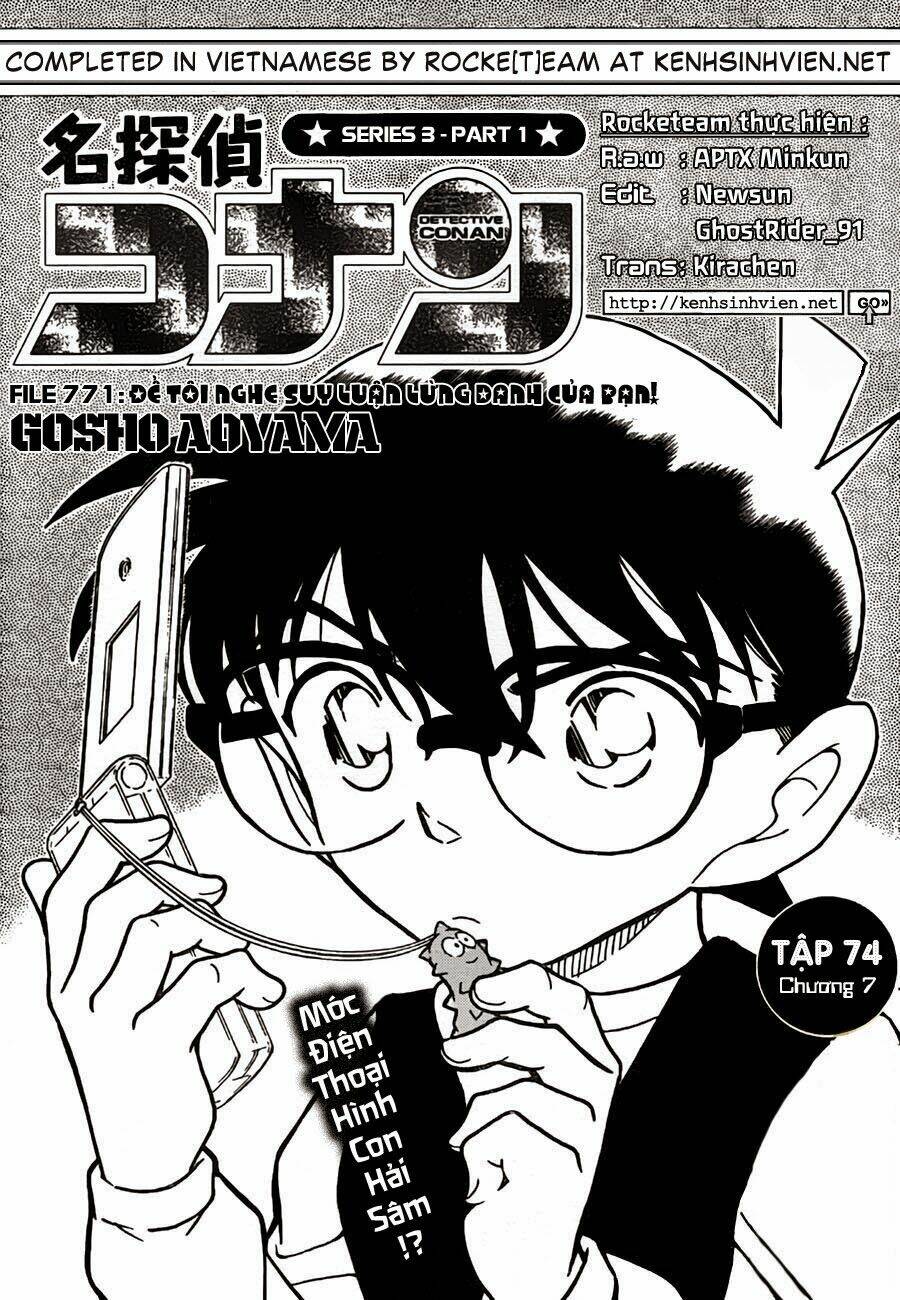 COMPLETED IN VIETNAMESE BY ROCKE[T]EAM AT KENHSINHVIEN.NET
名探偵
コナン
DETECTIVE
CONAN
★ SERIES 3 - PART 1 ★
Rocketeam thực hiện :
R.a.w : APTX Minkun
Edit : Newsun
GhostRider_91
Trans: Kirachen
http://kenhsinhvien.net GO»
FILE 771: ĐỂ TÔI NGHE SUY LUẬN LỪNG DANH CỦA BẠN!
GOSHO AOYAMA
TẬP 74
Chương 7
Móc
Điện
Thoại
Hình
Con
Hải
Sâm
!?